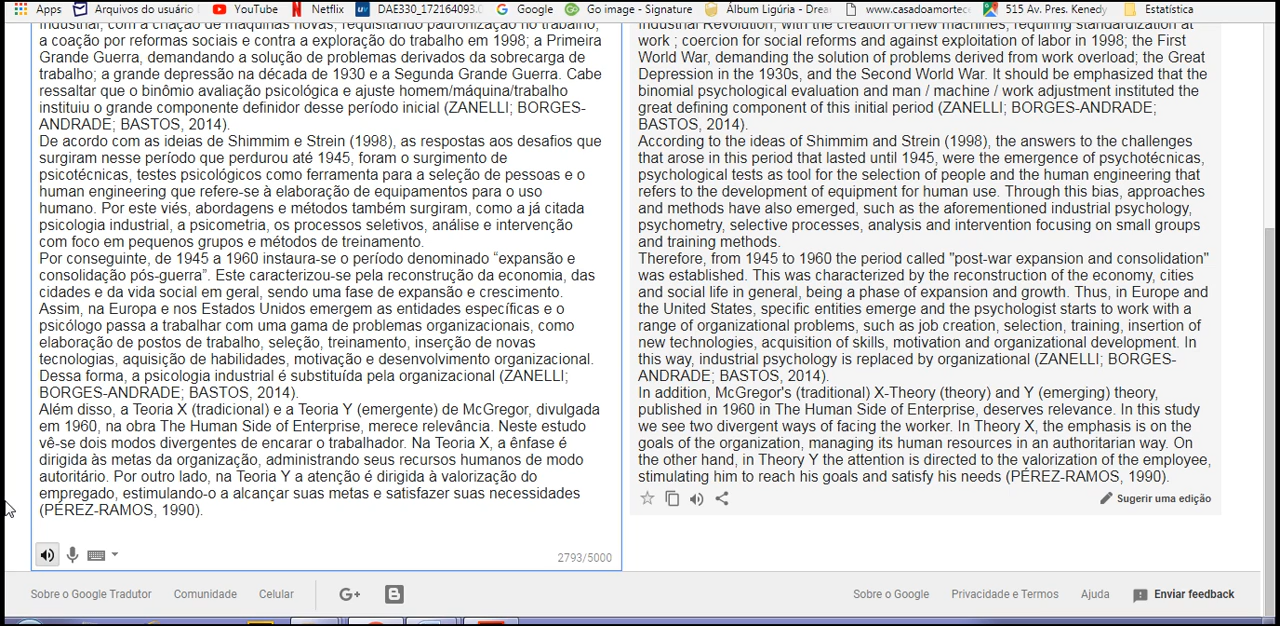 Apps Arquivos do usuário YouTube Netflix DAE330_172164093. Google Go image - Signature Álbum Ligúria - Drea www.casadoamortec 515 Av. Pres. Kenedy Estatística
a coação por reformas sociais e contra a exploração do trabalho em 1998; a Primeira
Grande Guerra, demandando a solução de problemas derivados da sobrecarga de
trabalho; a grande depressão na década de 1930 e a Segunda Grande Guerra. Cabe
ressaltar que o binômio avaliação psicológica e ajuste homem/máquina/trabalho
instituiu o grande componente definidor desse período inicial (ZANELLI; BORGES-
ANDRADE; BASTOS, 2014).
De acordo com as ideias de Shimmim e Strein (1998), as respostas aos desafios que
surgiram nesse período que perdurou até 1945, foram o surgimento de
psicotécnicas, testes psicológicos como ferramenta para a seleção de pessoas e o
human engineering que refere-se à elaboração de equipamentos para o uso
humano. Por este viés, abordagens e métodos também surgiram, como a já citada
psicologia industrial, a psicometria, os processos seletivos, análise e intervenção
com foco em pequenos grupos e métodos de treinamento.
Por conseguinte, de 1945 a 1960 instaura-se o período denominado “expansão e
consolidação pós-guerra”. Este caracterizou-se pela reconstrução da economia, das
cidades e da vida social em geral, sendo uma fase de expansão e crescimento.
Assim, na Europa e nos Estados Unidos emergem as entidades específicas e o
psicólogo passa a trabalhar com uma gama de problemas organizacionais, como
elaboração de postos de trabalho, seleção, treinamento, inserção de novas
tecnologias, aquisição de habilidades, motivação e desenvolvimento organizacional.
Dessa forma, a psicologia industrial é substituída pela organizacional (ZANELLI;
BORGES-ANDRADE; BASTOS, 2014).
Além disso, a Teoria X (tradicional) e a Teoria Y (emergente) de McGregor, divulgada
em 1960, na obra The Human Side of Enterprise, merece relevância. Neste estudo
vê-se dois modos divergentes de encarar o trabalhador. Na Teoria X, a ênfase é
dirigida às metas da organização, administrando seus recursos humanos de modo
autoritário. Por outro lado, na Teoria Y a atenção é dirigida à valorização do
empregado, estimulando-o a alcançar suas metas e satisfazer suas necessidades
(PÉREZ-RAMOS, 1990).
2793/5000
Industrial Revolution, with the creation of new machines, requiring standardization at
work ; coercion for social reforms and against exploitation of labor in 1998; the First
World War, demanding the solution of problems derived from work overload; the Great
Depression in the 1930s, and the Second World War. It should be emphasized that the
binomial psychological evaluation and man / machine / work adjustment instituted the
great defining component of this initial period (ZANELLI; BORGES-ANDRADE;
BASTOS, 2014).
According to the ideas of Shimmim and Strein (1998), the answers to the challenges
that arose in this period that lasted until 1945, were the emergence of psychotécnicas,
psychological tests as tool for the selection of people and the human engineering that
refers to the development of equipment for human use. Through this bias, approaches
and methods have also emerged, such as the aforementioned industrial psychology,
psychometry, selective processes, analysis and intervention focusing on small groups
and training methods.
Therefore, from 1945 to 1960 the period called "post-war expansion and consolidation"
was established. This was characterized by the reconstruction of the economy, cities
and social life in general, being a phase of expansion and growth. Thus, in Europe and
the United States, specific entities emerge and the psychologist starts to work with a
range of organizational problems, such as job creation, selection, training, insertion of
new technologies, acquisition of skills, motivation and organizational development. In
this way, industrial psychology is replaced by organizational (ZANELLI; BORGES-
ANDRADE; BASTOS, 2014).
In addition, McGregor's (traditional) X-Theory (theory) and Y (emerging) theory,
published in 1960 in The Human Side of Enterprise, deserves relevance. In this study
we see two divergent ways of facing the worker. In Theory X, the emphasis is on the
goals of the organization, managing its human resources in an authoritarian way. On
the other hand, in Theory Y the attention is directed to the valorization of the employee,
stimulating him to reach his goals and satisfy his needs (PÉREZ-RAMOS, 1990).
Sugerir uma edição
Sobre o Google Tradutor Comunidade Celular G+ B Sobre o Google Privacidade e Termos Ajuda Enviar feedback